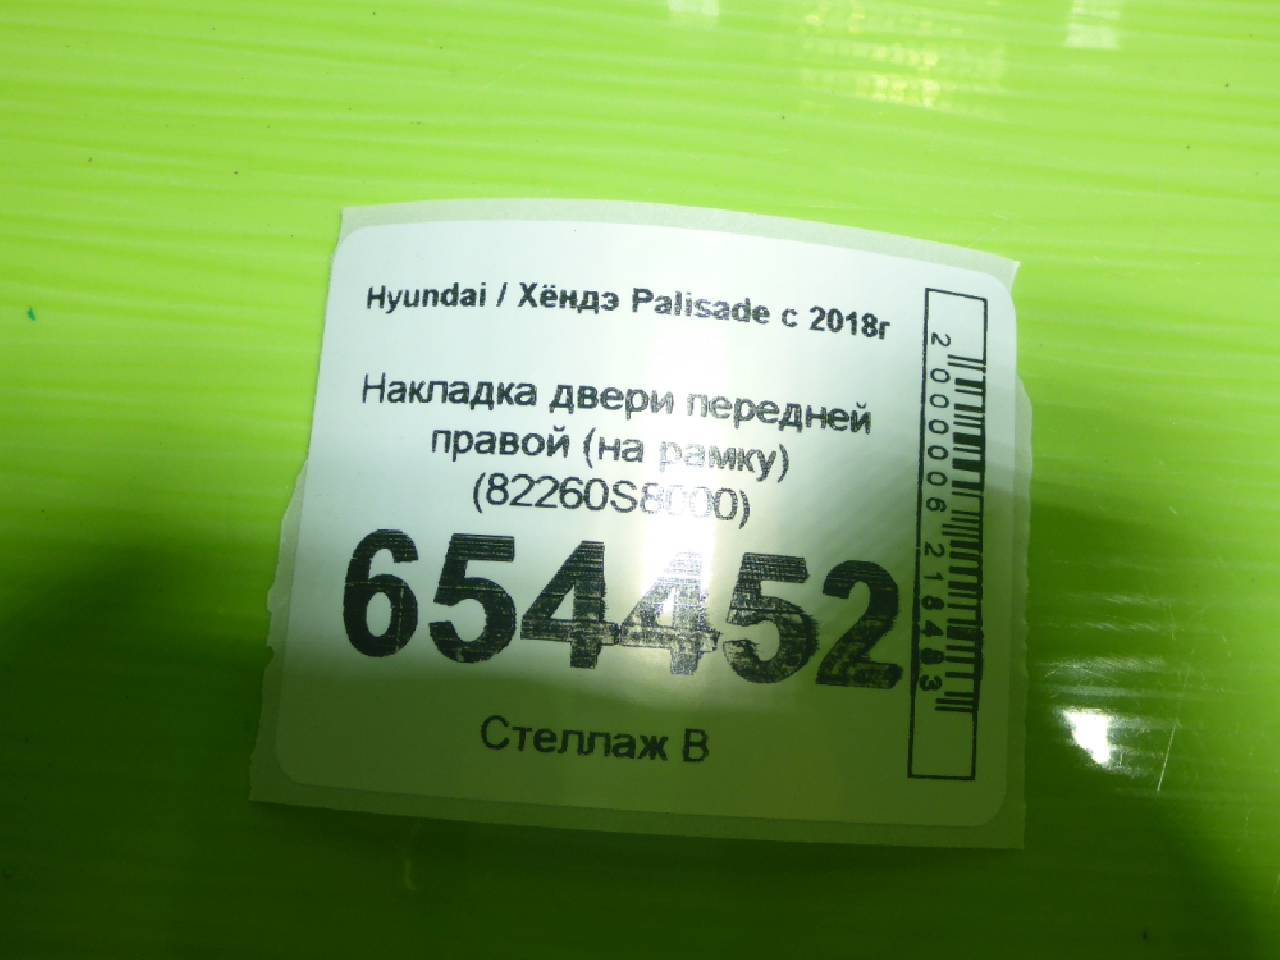 Hyundai / Хёндэ Palisade с 2018г
Накладка двери передней
правой (на рамку)
(82260S8000)
654452
Стеллаж B
2000006218483